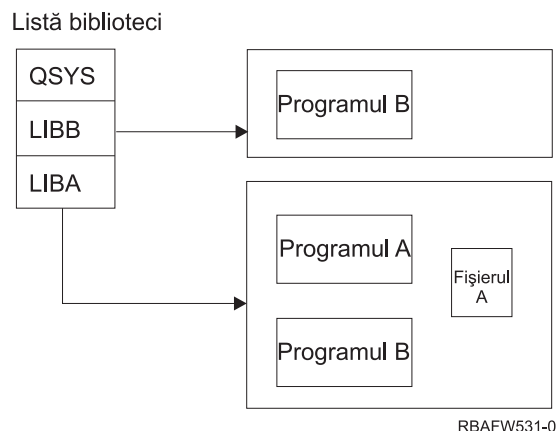 Listă biblioteci
QSYS
LIBB
LIBA
Programul B
Programul A
Fişierul
A
Programul B
RBAFW531-0